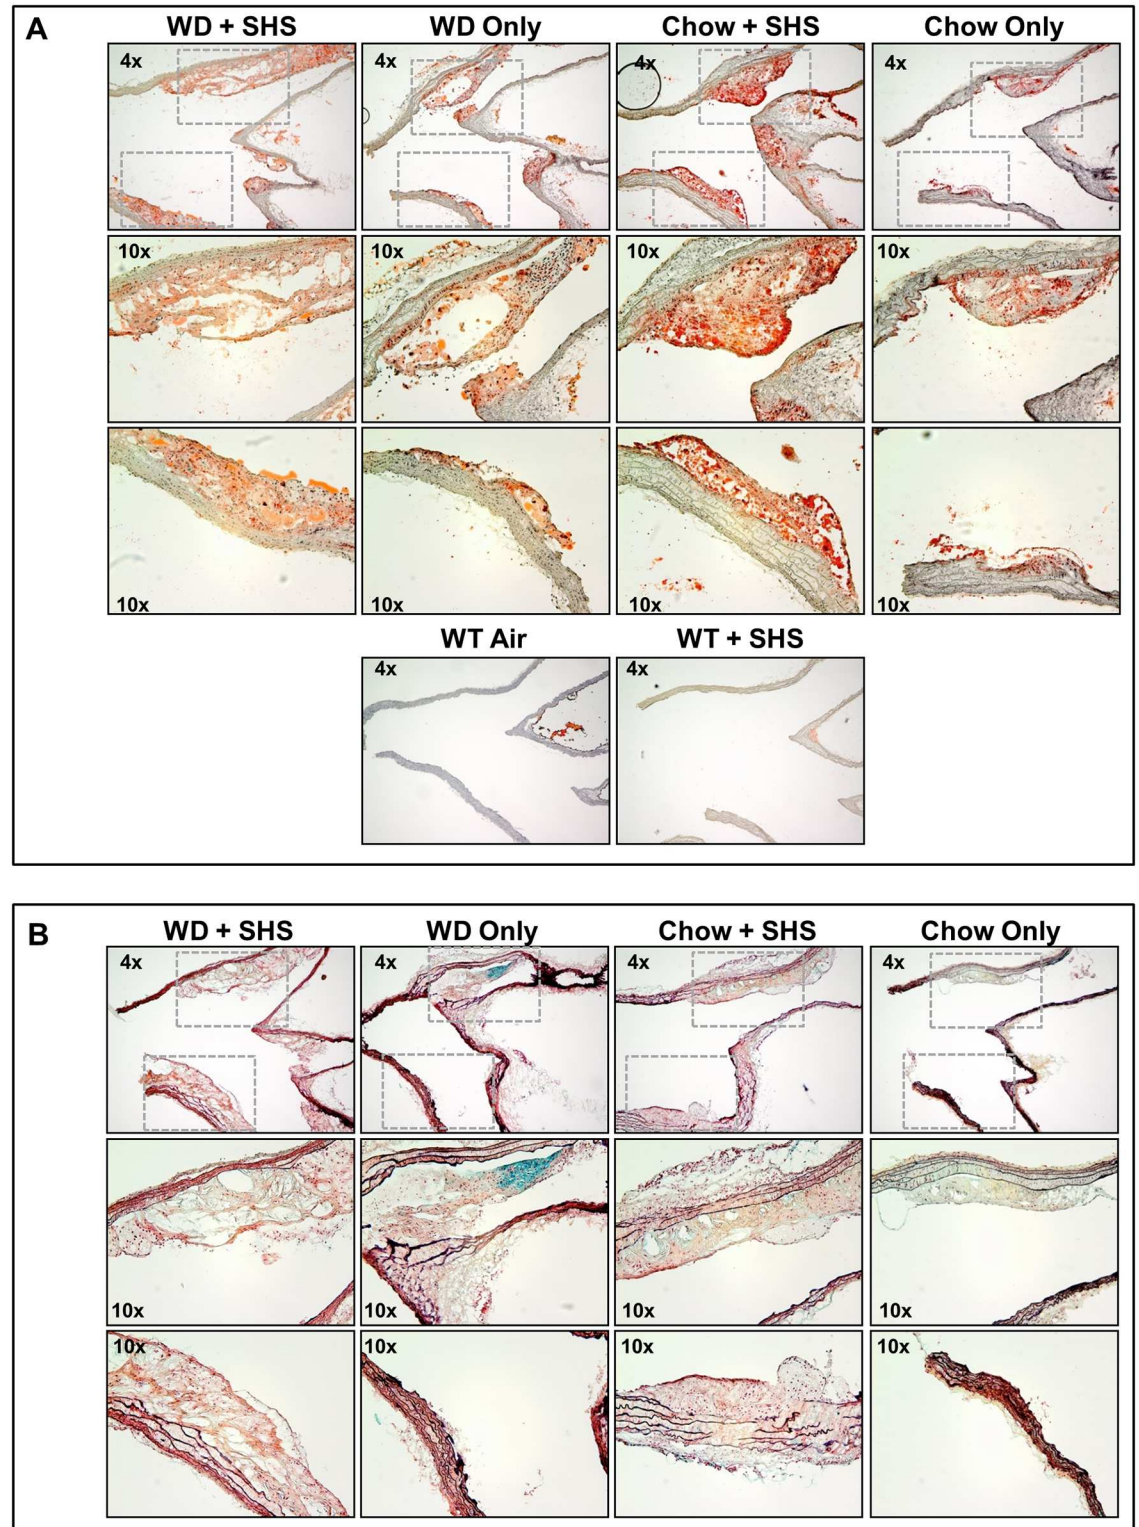 A
WD + SHS WD Only Chow + SHS Chow Only
4x 4x 4x 4x
10x 10x 10x 10x
10x 10x 10x 10x
WT Air WT + SHS
4x 4x
B
WD + SHS WD Only Chow + SHS Chow Only
4x 4x 4x 4x
10x 10x 10x 10x
10x 10x 10x 10x